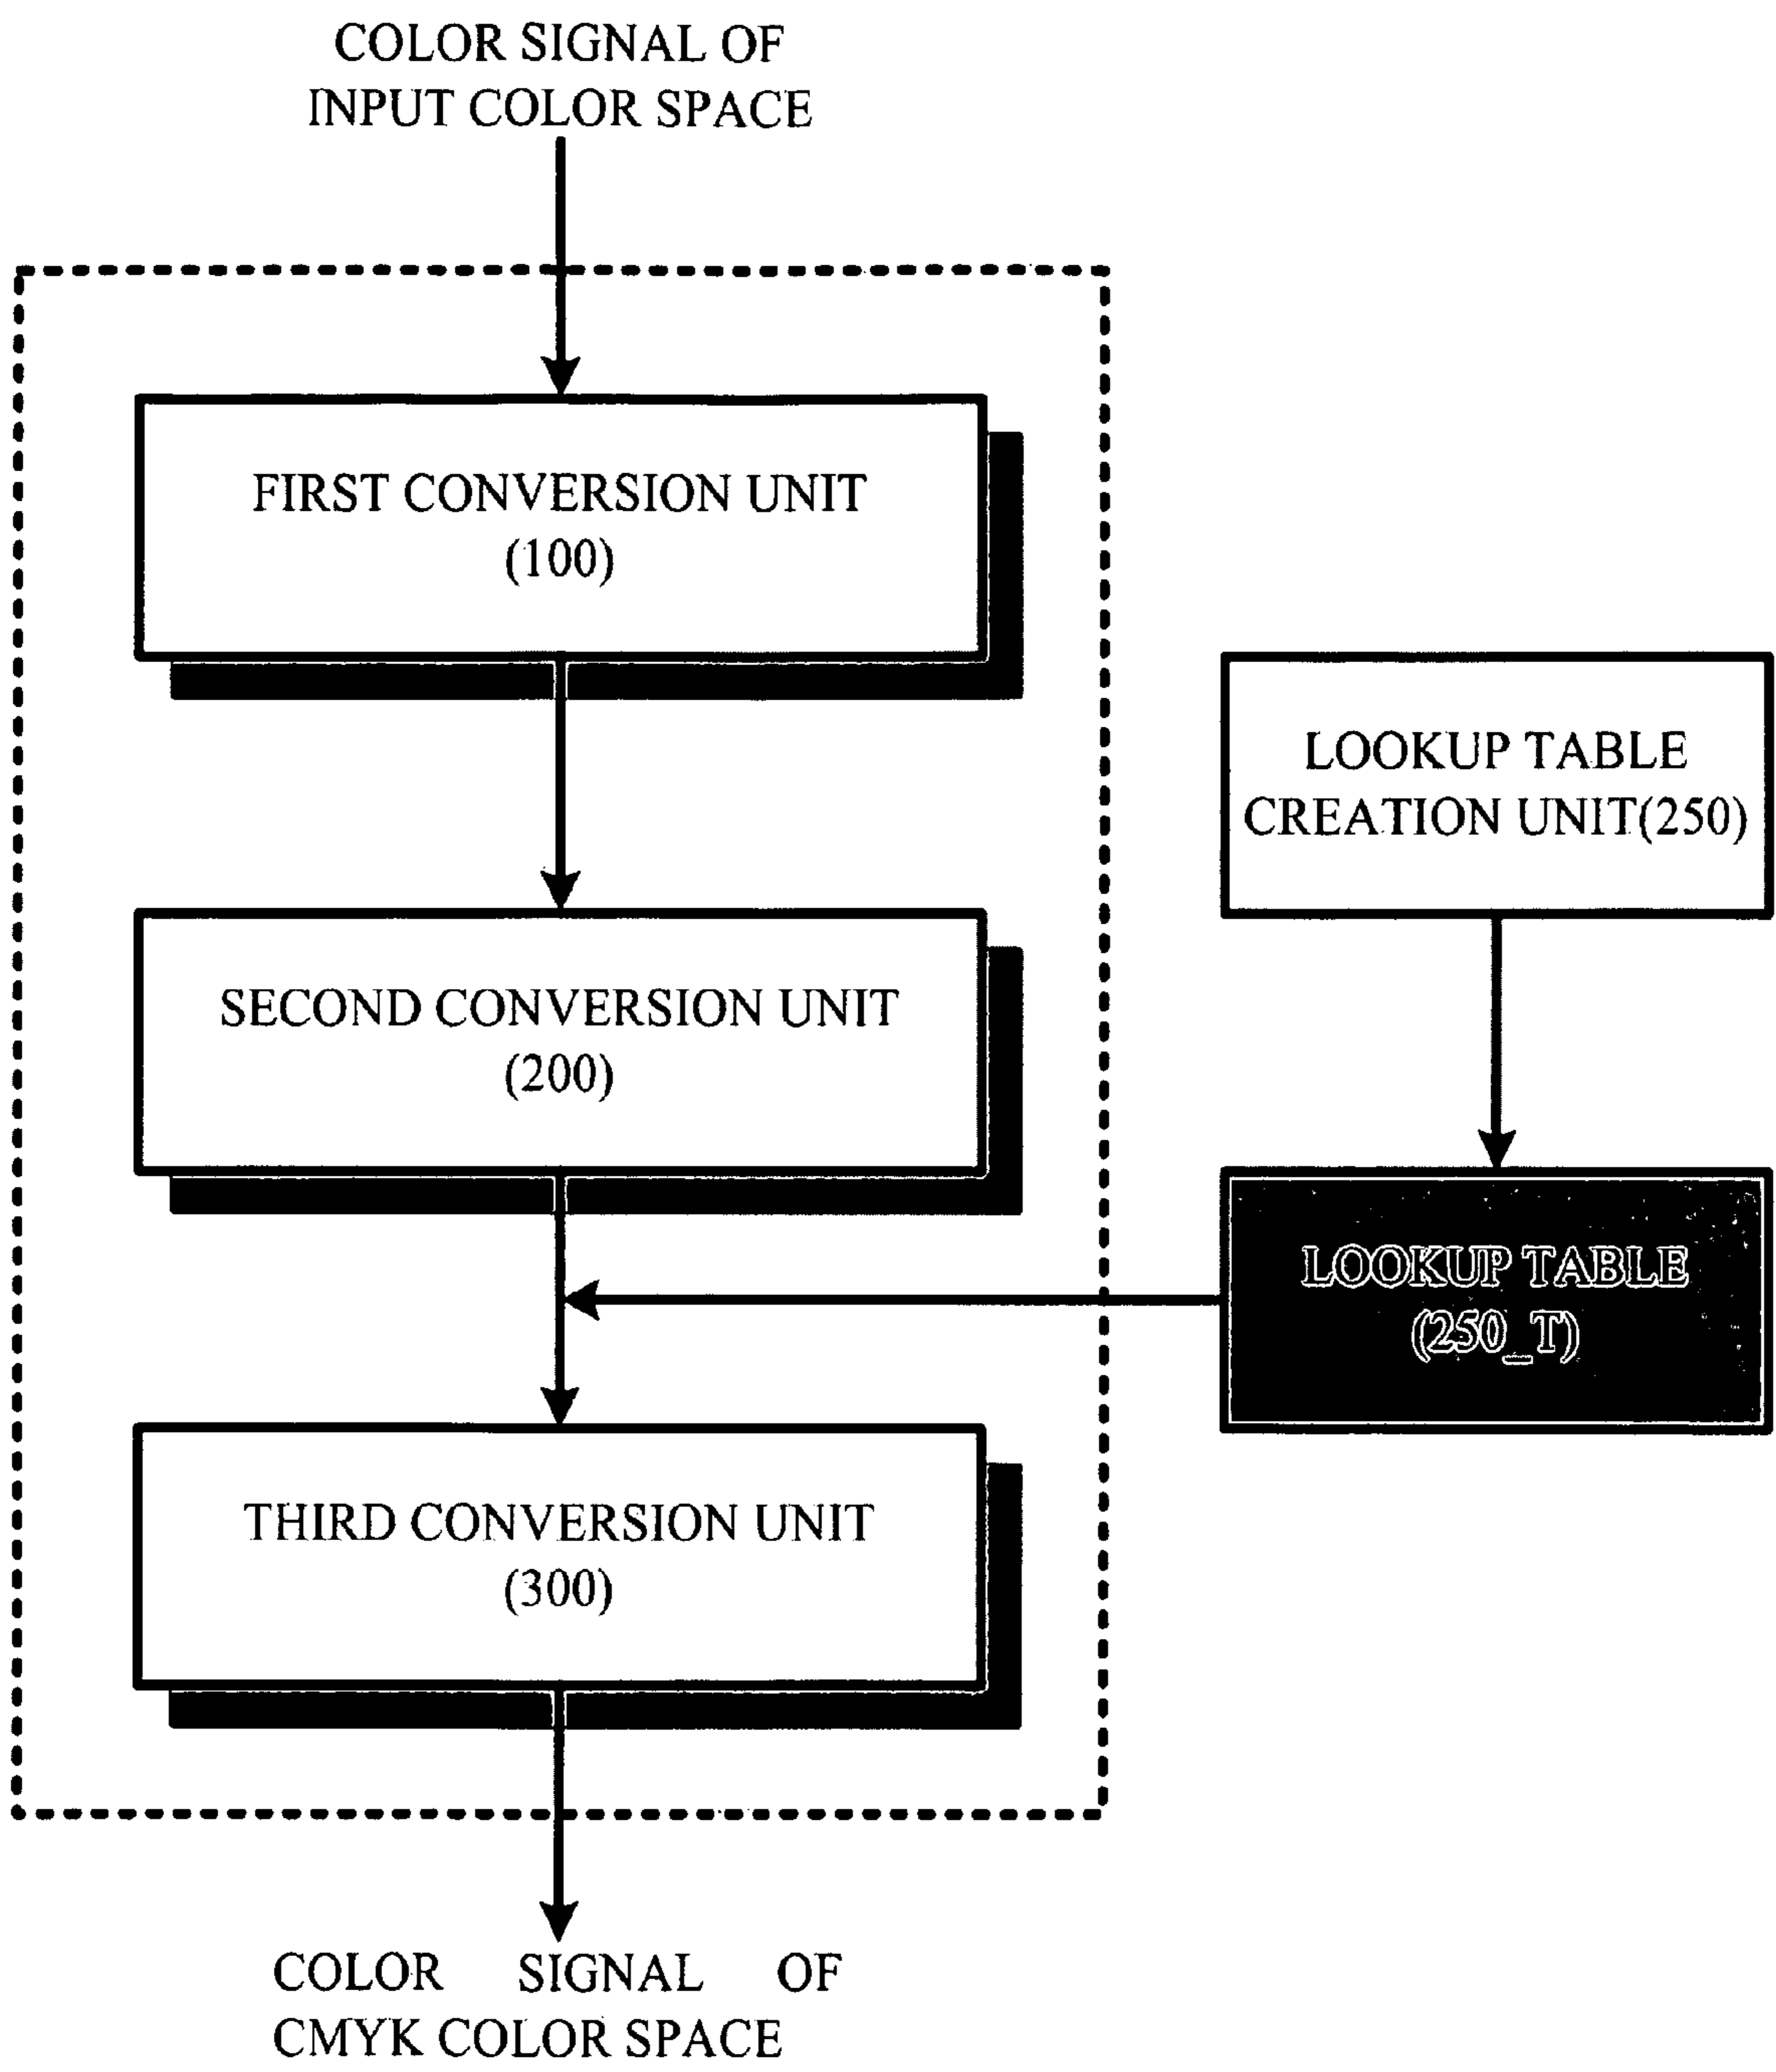 COLOR SIGNAL OF
INPUT COLOR SPACE
FIRST CONVERSION UNIT
(100)
LOOKUP TABLE
CREATION UNIT(250)
SECOND CONVERSION UNIT
(200)
LOOKUP TABLE
(250_T)
THIRD CONVERSION UNIT
(300)
COLOR SIGNAL OF
CMYK COLOR SPACE